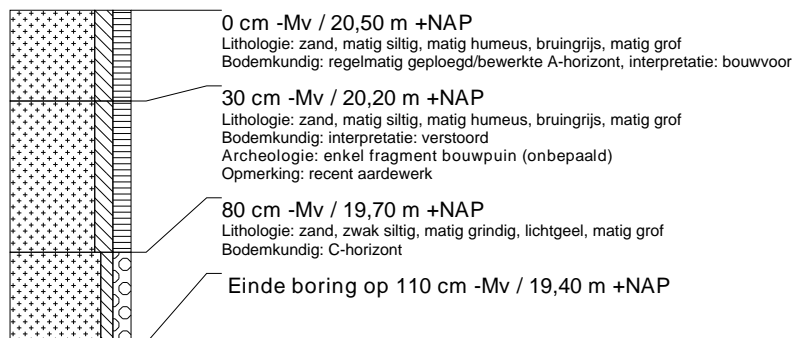 0 cm -Mv / 20,50 m +NAP
Lithologie: zand, matig siltig, matig humeus, bruingrijs, matig grof
Bodemkundig: regelmatig geploegd/bewerkte A-horizont, interpretatie: bouwvoor
30 cm -Mv / 20,20 m +NAP
Lithologie: zand, matig siltig, matig humeus, bruingrijs, matig grof
Bodemkundig: interpretatie: verstoord
Archeologie: enkel fragment bouwpuin (onbepaald)
Opmerking: recent aardewerk
80 cm -Mv / 19,70 m +NAP
Lithologie: zand, zwak siltig, matig grindig, lichtgeel, matig grof
Bodemkundig: C-horizont
Einde boring op 110 cm -Mv / 19,40 m +NAP